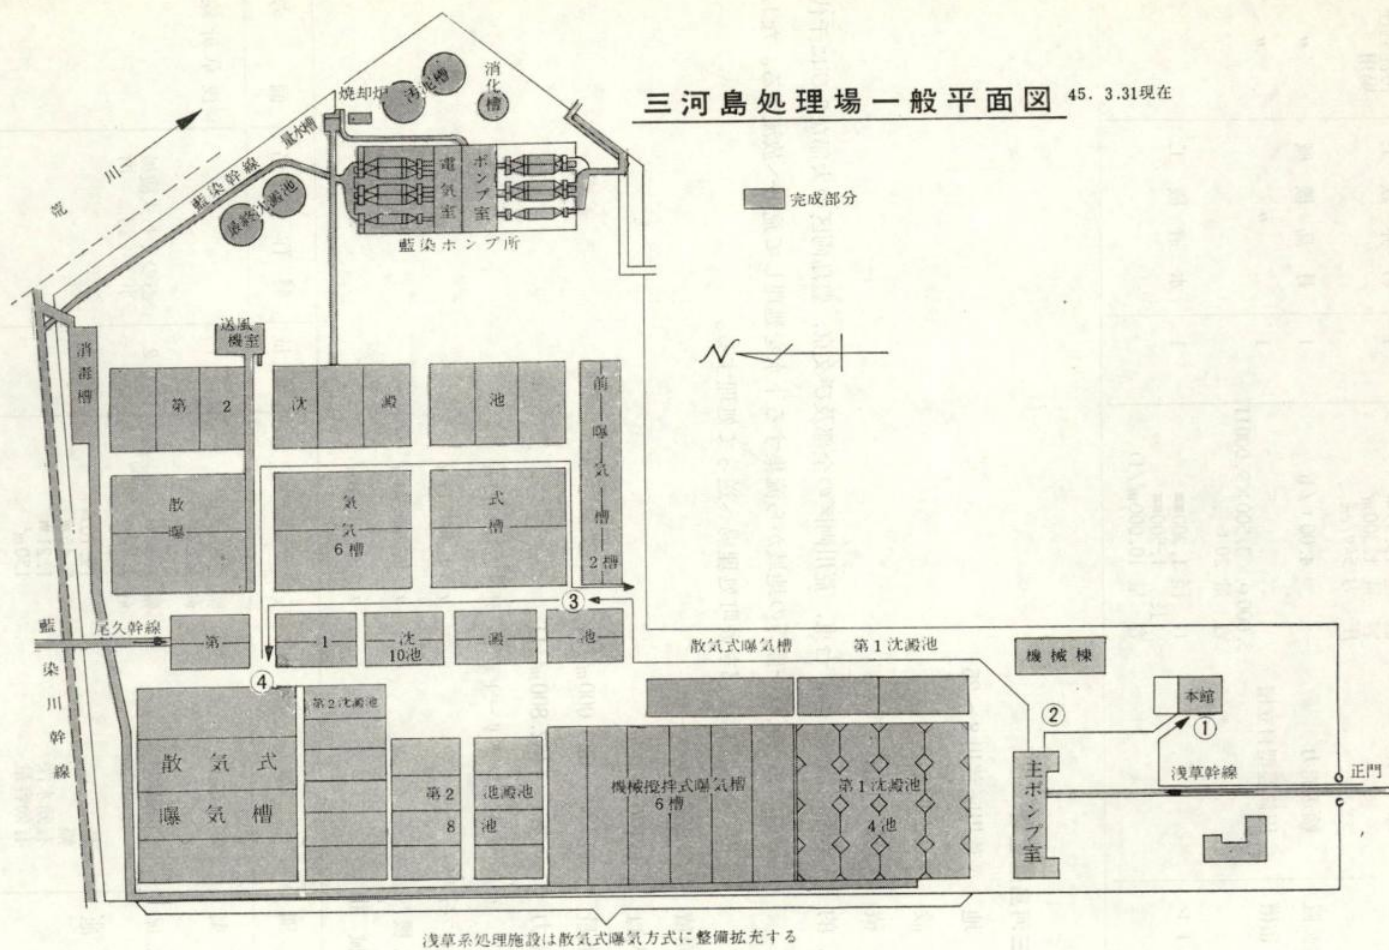 三河島処理場一般平面図 45. 3.31現在
完成部分
荒 川
藍染幹線
量水槽
焼却炉
汚泥槽
消化槽
最終沈澱池
電気室
ポンプ室
藍染ポンプ所
送風機室
消毒槽
第 2 沈 澱 池
前曝気槽 2槽
散 気 式
曝 気 槽
6槽
N
尾久幹線
藍染川幹線
第 1 沈 澱 池
10池
③
④
散気式曝気槽
第1沈澱池
機械棟
本館
①
②
主ポンプ室
浅草幹線
正門
散 気 式
曝 気 槽
第2沈澱池
第2 沈澱池
8 池
機械攪拌式曝気槽
6槽
第1沈澱池
4池
浅草系処理施設は散気式曝気方式に整備拡充する